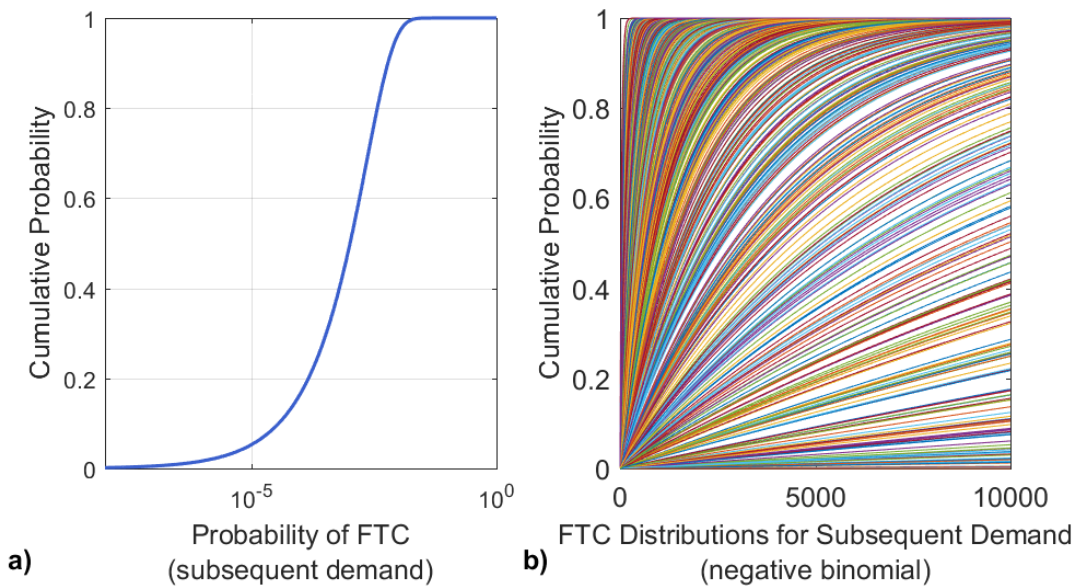 1
0.8
0.6
0.4
0.2
0
Cumulative Probability
10^-5
10^0
Probability of FTC
(subsequent demand)
a)
1
0.8
0.6
0.4
0.2
0
Cumulative Probability
0
5000
10000
FTC Distributions for Subsequent Demand
(negative binomial)
b)